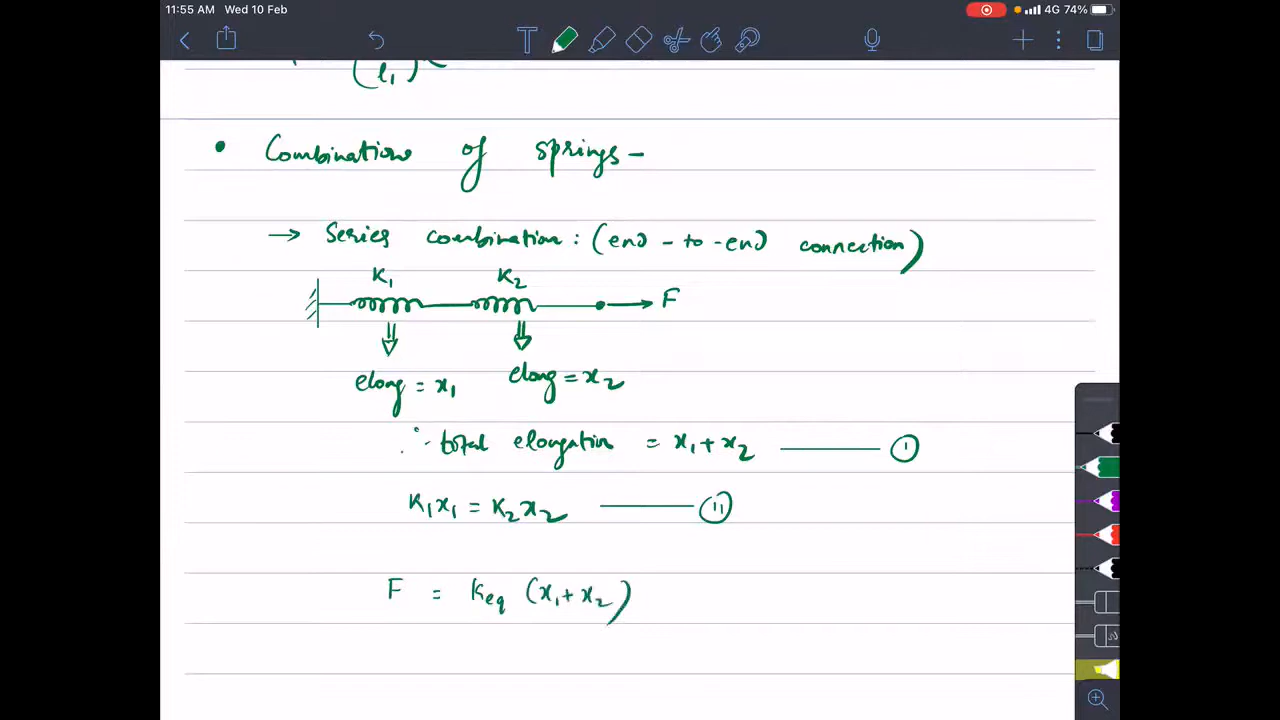 11:55 AM Wed 10 Feb 4G 74%
(l₁)
• Combination of springs -
→ Series combination : (end - to - end connection)
K₁ K₂
F
elong = x₁ elong = x₂
∴ total elongation = x₁ + x₂ ——— (I)
K₁x₁ = K₂x₂ ——— (II)
F = Keq (x₁ + x₂)